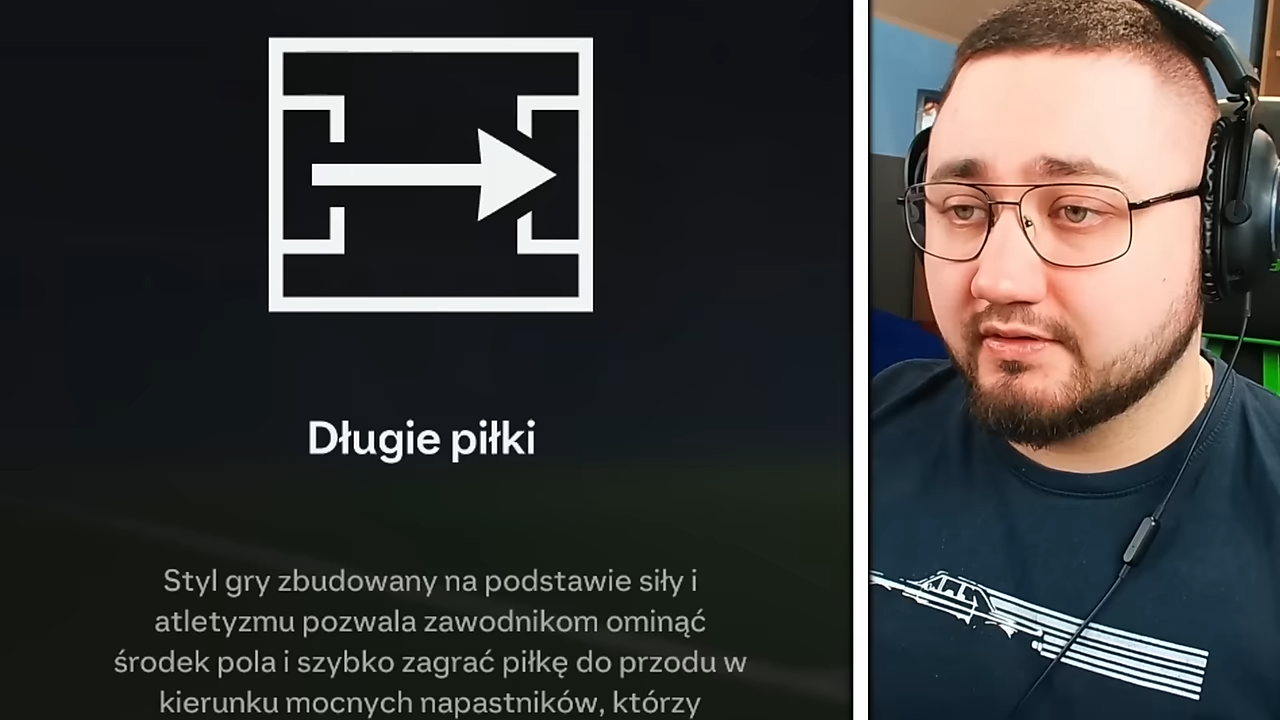 Długie piłki
Styl gry zbudowany na podstawie siły i
atletyzmu pozwala zawodnikom ominąć
środek pola i szybko zagrać piłkę do przodu w
kierunku mocnych napastników, którzy